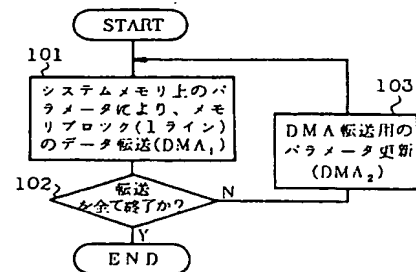 START
101
システムメモリ上のパ
ラメータにより、メモ
リブロック(1ライン)
のデータ転送(DMA₁)
103
DMA転送用の
パラメータ更新
(DMA₂)
102
転送
を全て終了か?
N
Y
END